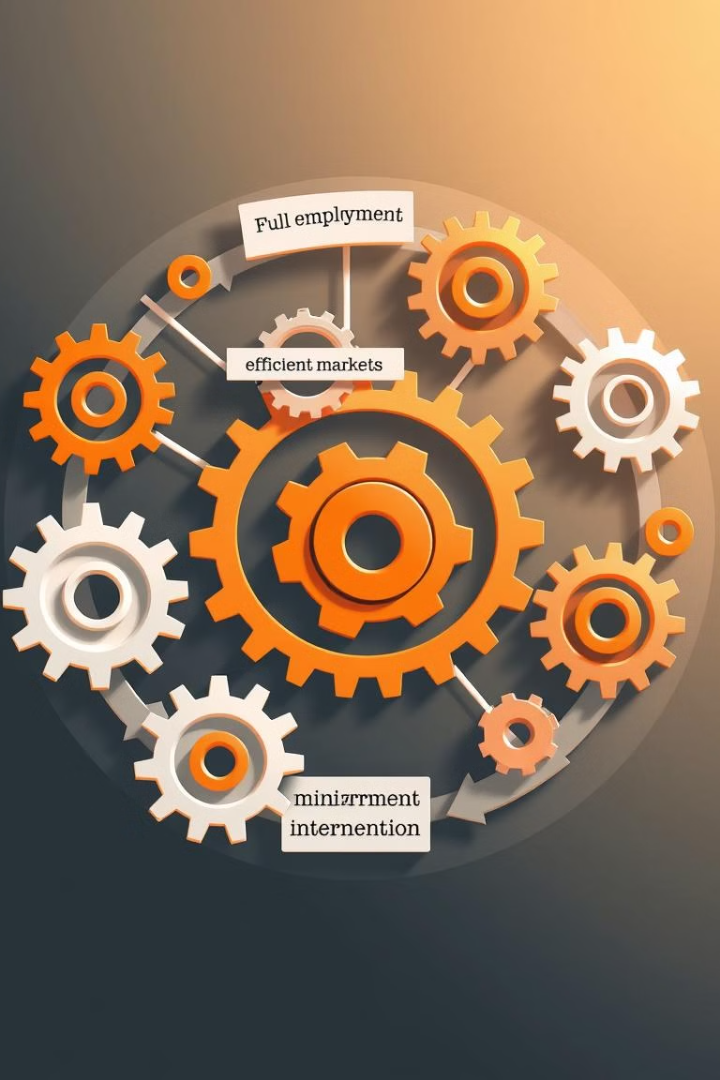 Full emplyment
efficient markets
internention